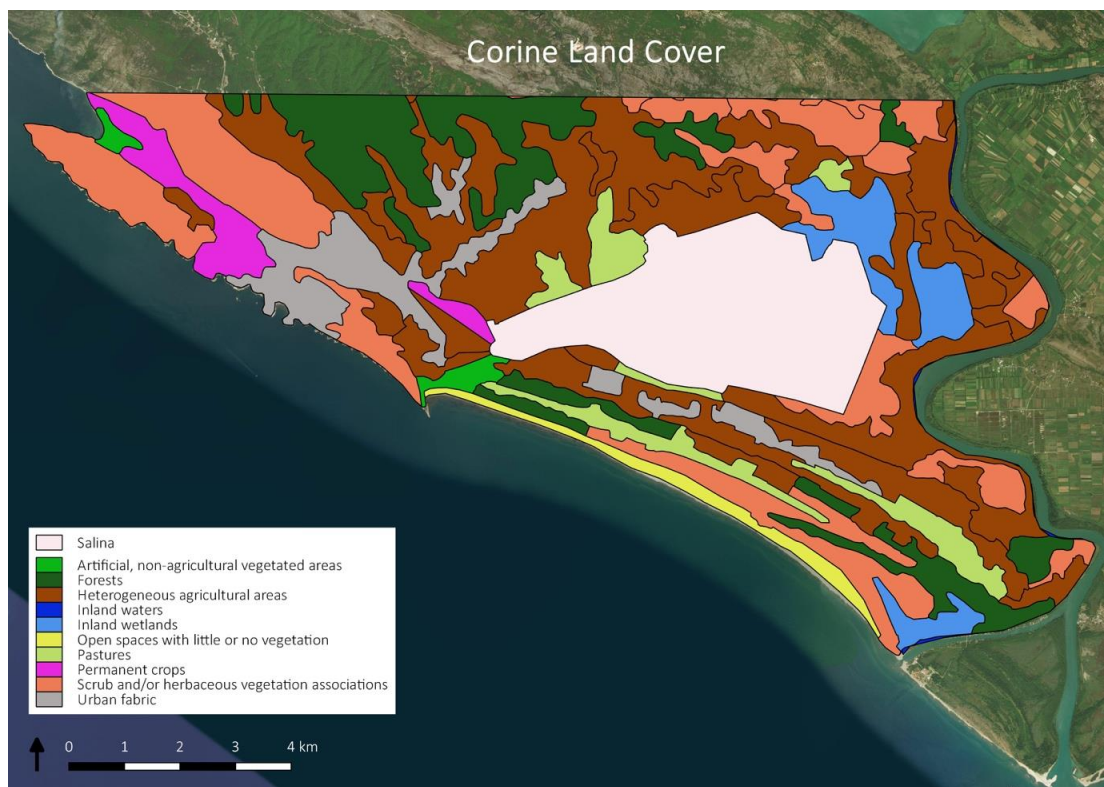 Corine Land Cover
Salina
Artificial, non-agricultural vegetated areas
Forests
Heterogeneous agricultural areas
Inland waters
Inland wetlands
Open spaces with little or no vegetation
Pastures
Permanent crops
Scrub and/or herbaceous vegetation associations
Urban fabric
0 1 2 3 4 km